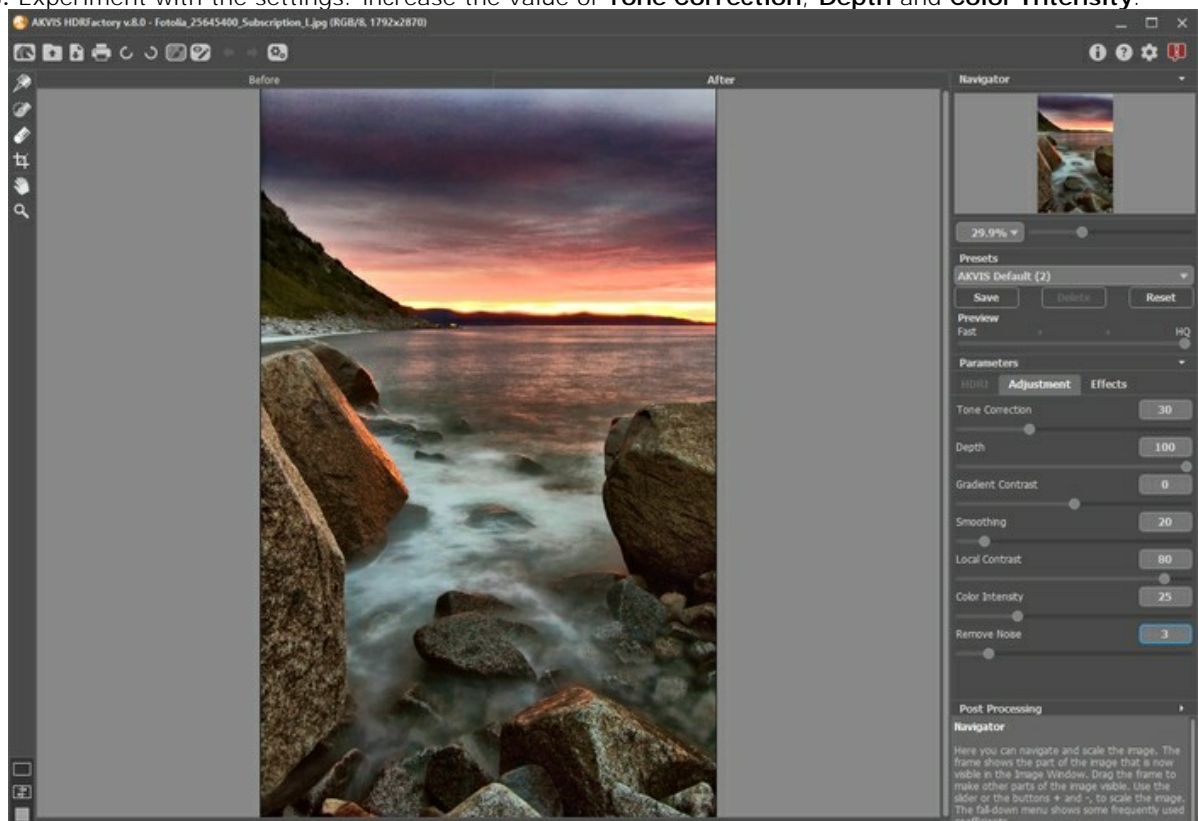 Experiment with the settings. Increase the value of Tone Correction, Depth and Color Intensity.
AKVIS HDRFactory v.8.0 - Fotolia_25645400_Subscription_L.jpg (RGB/8, 1792x2870)
Before
After
Navigator
29.9%
Presets
AKVIS Default (2)
Save Delete Reset
Preview
Fast HQ
Parameters
HDRI Adjustment Effects
Tone Correction 30
Depth 100
Gradient Contrast 0
Smoothing 20
Local Contrast 80
Color Intensity 25
Remove Noise 3
Post Processing
Navigator
Here you can navigate and scale the image. The
frame shows the part of the image that is now
visible in the Image Window. Drag the frame to
make other parts of the image visible. Use the
slider or the buttons + and -, to scale the image.
The fall-down menu shows some frequently used
coefficients.